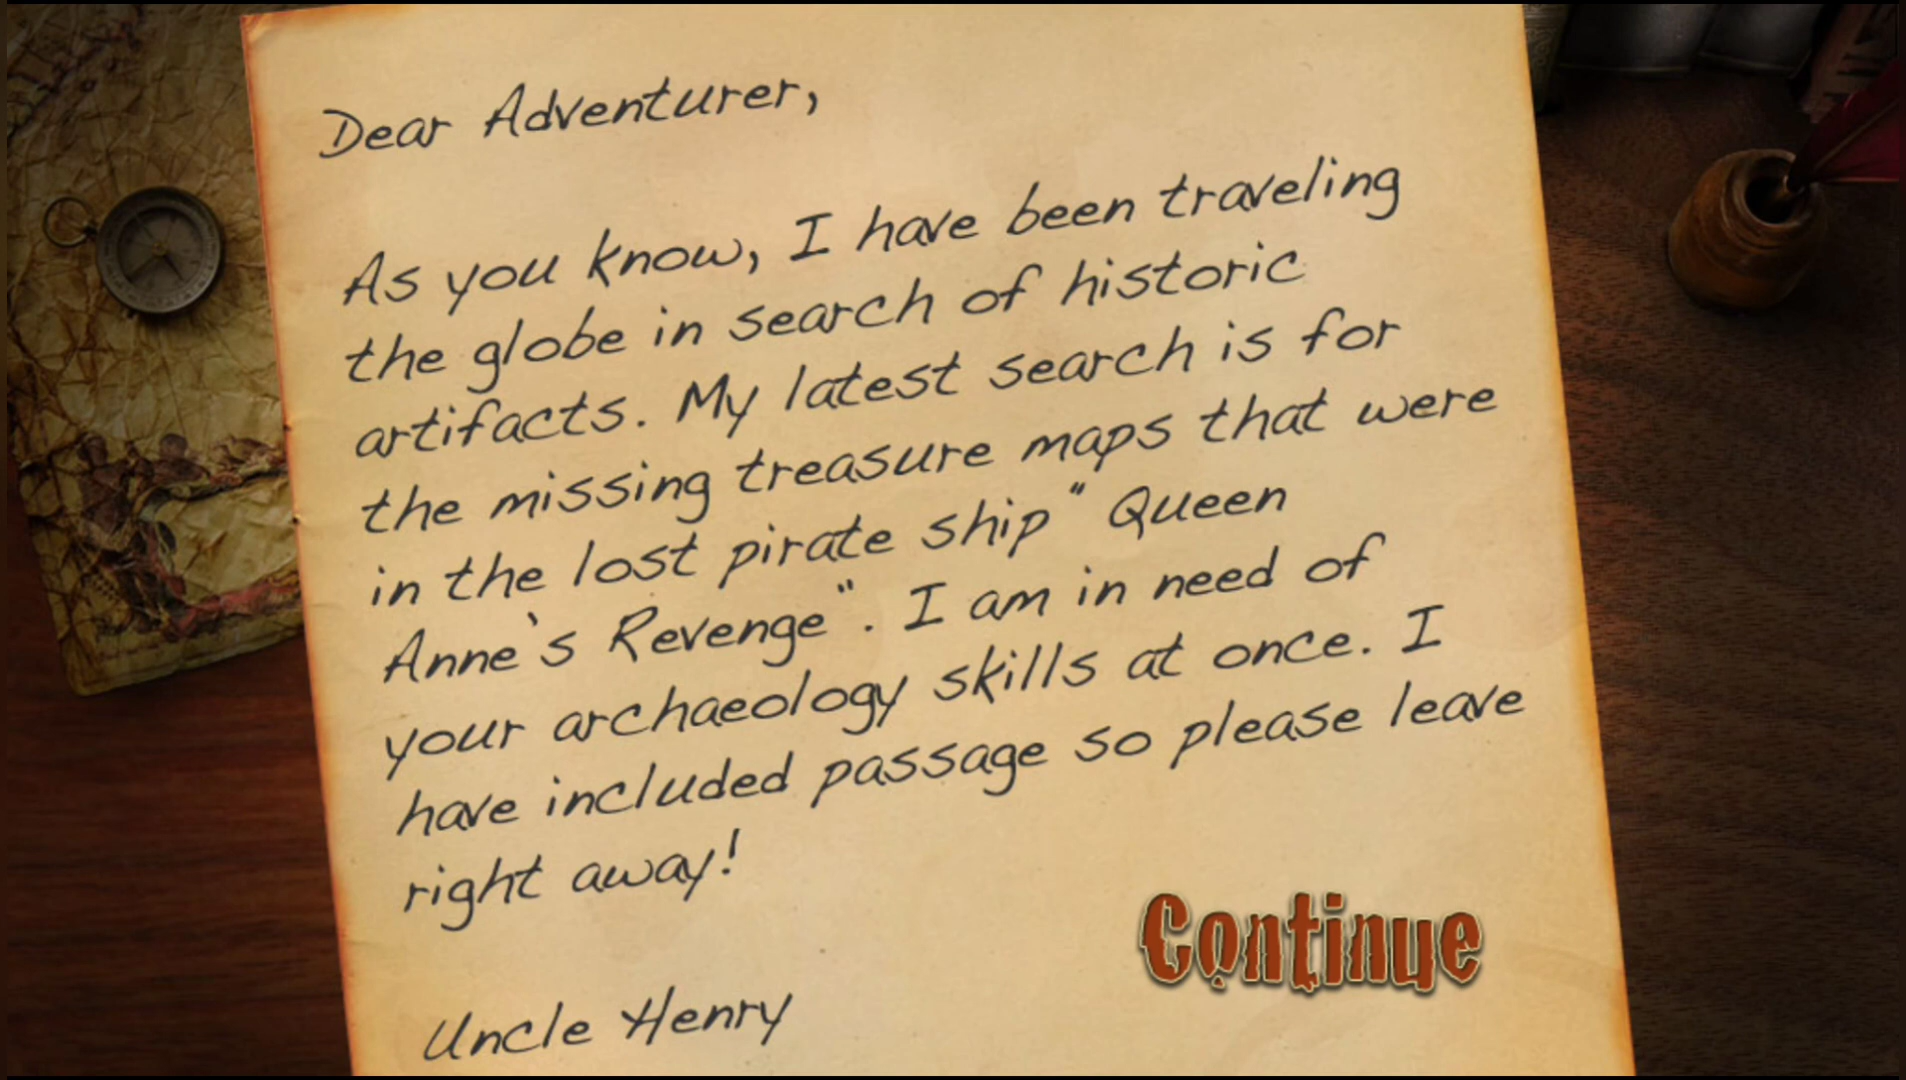 Dear Adventurer,
As you know, I have been traveling
the globe in search of historic
artifacts. My latest search is for
the missing treasure maps that were
in the lost pirate ship" Queen
Anne's Revenge". I am in need of
your archaeology skills at once. I
have included passage so please leave
right away!
Continue
Uncle Henry